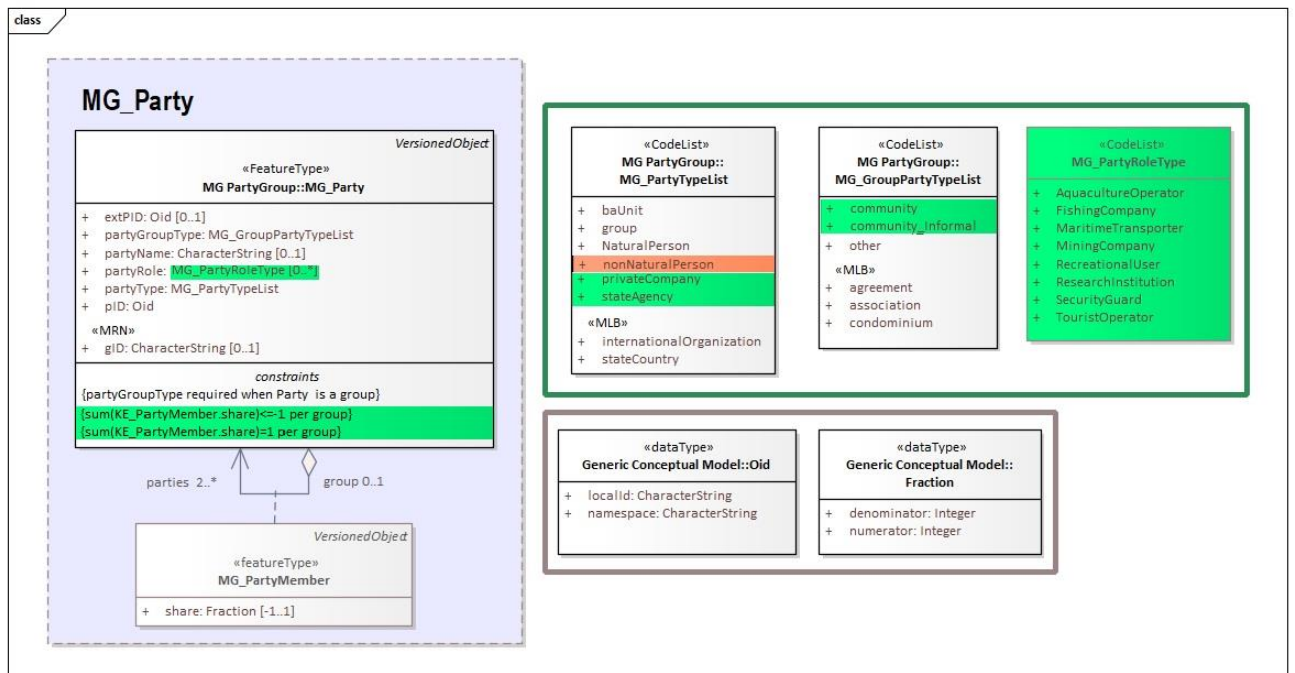 class
MG_Party
VersionedObject
«FeatureType»
MG PartyGroup::MG_Party
+ extPID: Oid [0..1]
+ partyGroupType: MG_GroupPartyTypeList
+ partyName: CharacterString [0..1]
+ partyRole: MG_PartyRoleType [0..*]
+ partyType: MG_PartyTypeList
+ pID: Oid
«MRN»
+ gID: CharacterString [0..1]
constraints
{partyGroupType required when Party is a group}
{sum(KE_PartyMember.share)<=-1 per group}
{sum(KE_PartyMember.share)=1 per group}
parties 2..*
group 0..1
VersionedObject
«featureType»
MG_PartyMember
+ share: Fraction [-1..1]
«CodeList»
MG PartyGroup::
MG_PartyTypeList
+ baUnit
+ group
+ NaturalPerson
+ nonNaturalPerson
+ privateCompany
+ stateAgency
«MLB»
+ internationalOrganization
+ stateCountry
«CodeList»
MG PartyGroup::
MG_GroupPartyTypeList
+ community
+ community_Informal
+ other
«MLB»
+ agreement
+ association
+ condominium
«CodeList»
MG_PartyRoleType
+ AquacultureOperator
+ FishingCompany
+ MaritimeTransporter
+ MiningCompany
+ RecreationalUser
+ ResearchInstitution
+ SecurityGuard
+ TouristOperator
«dataType»
Generic Conceptual Model::Oid
+ localId: CharacterString
+ namespace: CharacterString
«dataType»
Generic Conceptual Model::
Fraction
+ denominator: Integer
+ numerator: Integer